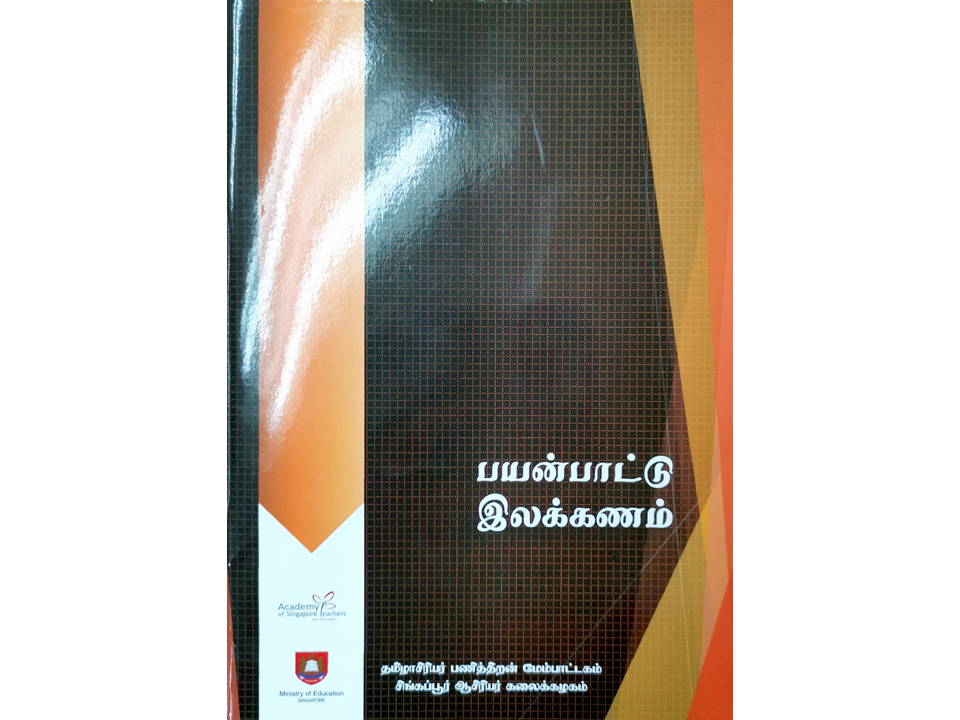 பயன்பாட்டு
இலக்கணம்
Academy
of Singapore Teachers
Ministry of Education
SINGAPORE
தமிழாசிரியர் பணித்திறன் மேம்பாட்டகம்
சிங்கப்பூர் ஆசிரியர் கலைக்கழகம்